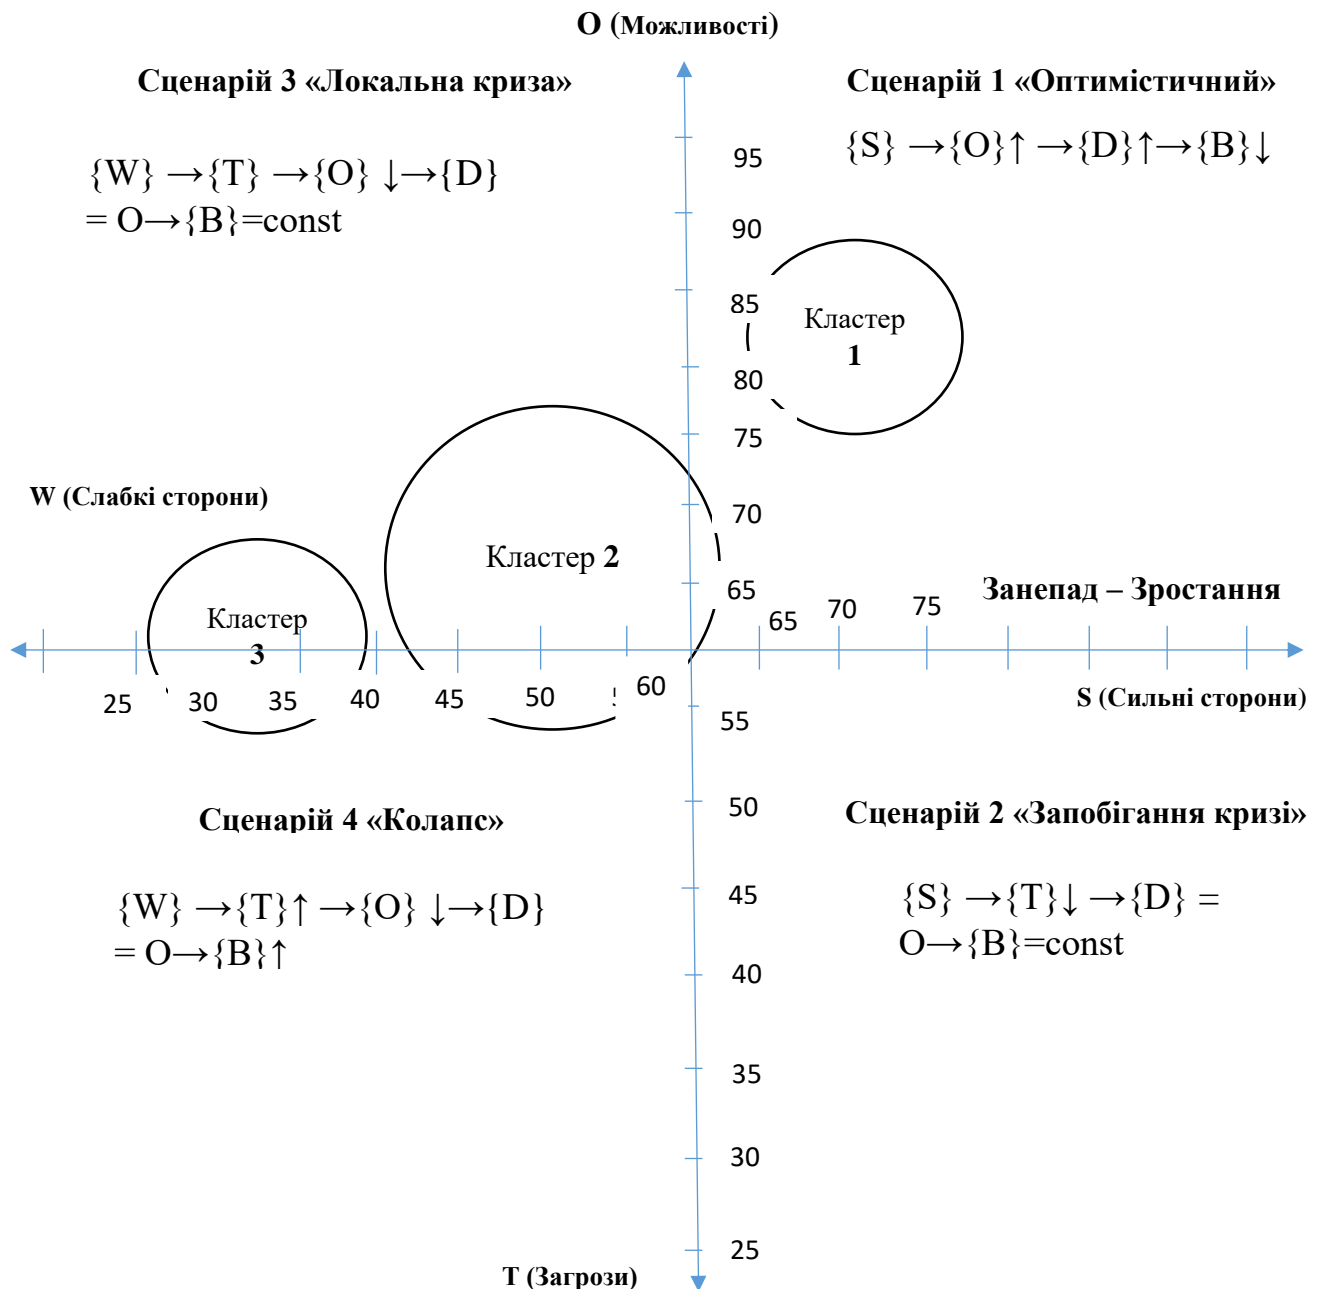 О (Можливості)
Сценарій 3 «Локальна криза»
Сценарій 1 «Оптимістичний»
{W} →{T} →{O} ↓→{D}
= O→{B}=const
{S} →{O}↑ →{D}↑→{B}↓
95
90
85
80
75
70
65
Кластер
1
W (Слабкі сторони)
Кластер 2
Кластер
3
Занепад – Зростання
65
70
75
25
30
35
40
45
50
60
S (Сильні сторони)
55
50
45
40
35
30
25
Сценарій 4 «Колапс»
Сценарій 2 «Запобігання кризі»
{W} →{T}↑ →{O} ↓→{D}
= O→{B}↑
{S} →{T}↓ →{D} =
O→{B}=const
Т (Загрози)